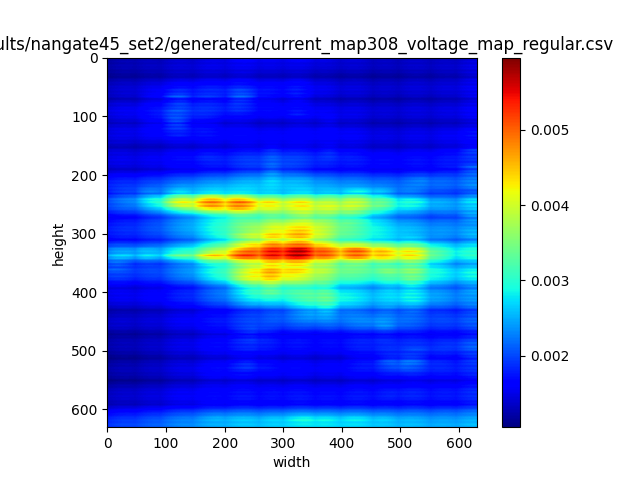 ults/nangate45_set2/generated/current_map308_voltage_map_regular.csv
0
100
200
300
400
500
600
height
0 100 200 300 400 500 600
width
0.005
0.004
0.003
0.002